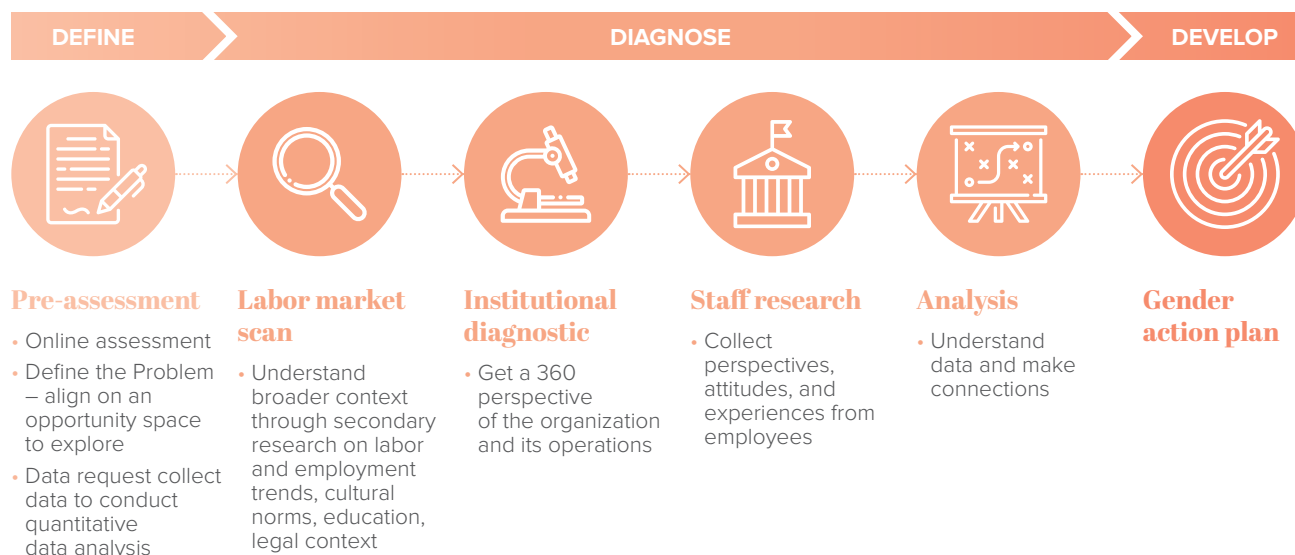 DEFINE
DIAGNOSE
DEVELOP
Pre-assessment
• Online assessment
• Define the Problem
– align on an
opportunity space
to explore
• Data request collect
data to conduct
quantitative
data analysis
Labor market
scan
• Understand
broader context
through secondary
research on labor
and employment
trends, cultural
norms, education,
legal context
Institutional
diagnostic
• Get a 360
perspective
of the organization
and its operations
Staff research
• Collect
perspectives,
attitudes, and
experiences from
employees
Analysis
• Understand
data and make
connections
Gender
action plan